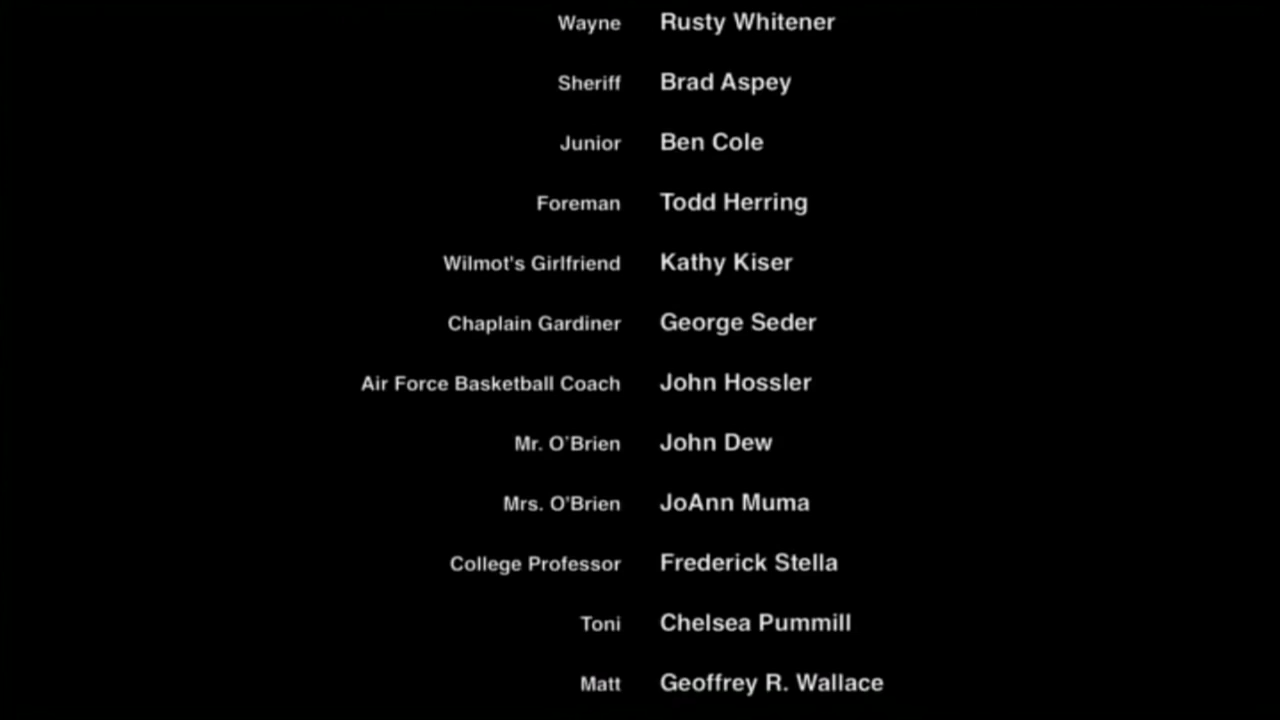 Wayne Rusty Whitener
Sheriff Brad Aspey
Junior Ben Cole
Foreman Todd Herring
Wilmot's Girlfriend Kathy Kiser
Chaplain Gardiner George Seder
Air Force Basketball Coach John Hossler
Mr. O'Brien John Dew
Mrs. O'Brien JoAnn Muma
College Professor Frederick Stella
Toni Chelsea Pummill
Matt Geoffrey R. Wallace